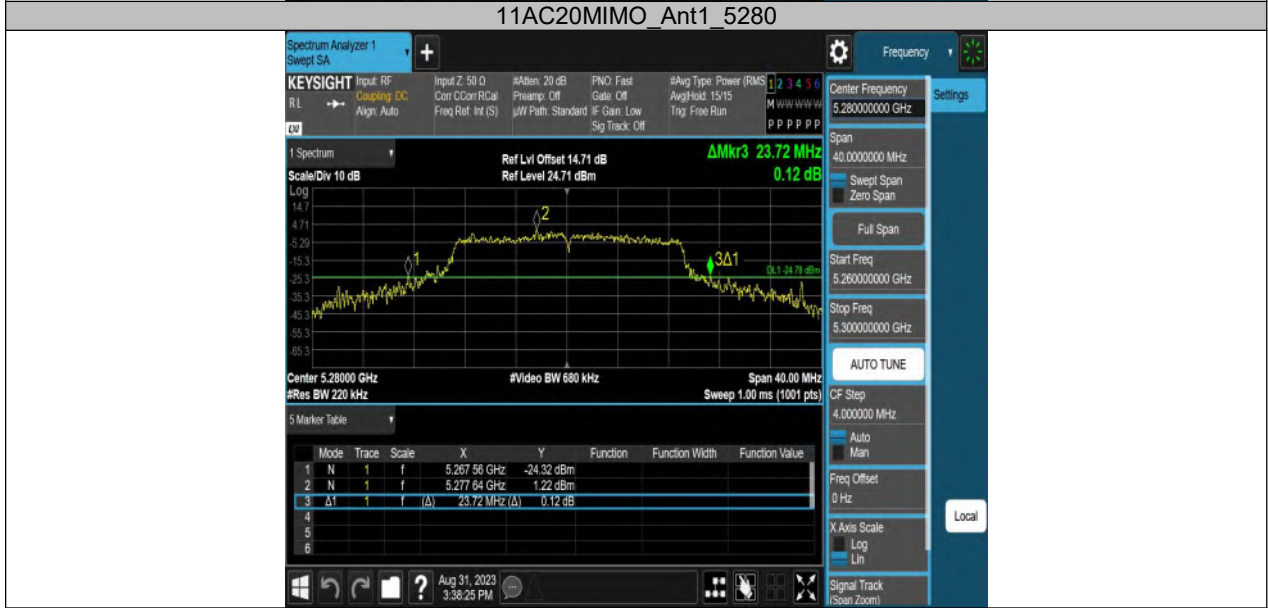 11AC20MIMO_Ant1_5280
Spectrum Analyzer 1
Swept SA
Frequency
KEYSIGHT
RL
Input: RF
Coupling: DC
Align: Auto
Input Z: 50 Ω
Corr CCorr RCal
Freq Ref: Int (S)
#Atten: 20 dB
Preamp: Off
µW Path: Standard
PNO: Fast
Gate: Off
IF Gain: Low
Sig Track: Off
#Avg Type: Power (RMS
Avg|Hold: 15/15
Trig: Free Run
1 2 3 4 5 6
M W W W W W
P P P P P P
1 Spectrum
Scale/Div 10 dB
Ref Lvl Offset 14.71 dB
Ref Level 24.71 dBm
ΔMkr3 23.72 MHz
0.12 dB
Log
14.7
4.71
-5.29
-15.3
-25.3
-35.3
-45.3
-55.3
-65.3
1
2
3Δ1
DL1 -24.78 dBm
Center 5.28000 GHz
#Res BW 220 kHz
#Video BW 680 kHz
Span 40.00 MHz
Sweep 1.00 ms (1001 pts)
5 Marker Table
Mode Trace Scale X Y Function Function Width Function Value
1 N 1 f 5.267 56 GHz -24.32 dBm
2 N 1 f 5.277 64 GHz 1.22 dBm
3 Δ1 1 f (Δ) 23.72 MHz (Δ) 0.12 dB
4
5
6
Aug 31, 2023
3:38:25 PM
Center Frequency
5.280000000 GHz
Settings
Span
40.0000000 MHz
Swept Span
Zero Span
Full Span
Start Freq
5.260000000 GHz
Stop Freq
5.300000000 GHz
AUTO TUNE
CF Step
4.000000 MHz
Auto
Man
Freq Offset
0 Hz
X Axis Scale
Log
Lin
Local
Signal Track
(Span Zoom)